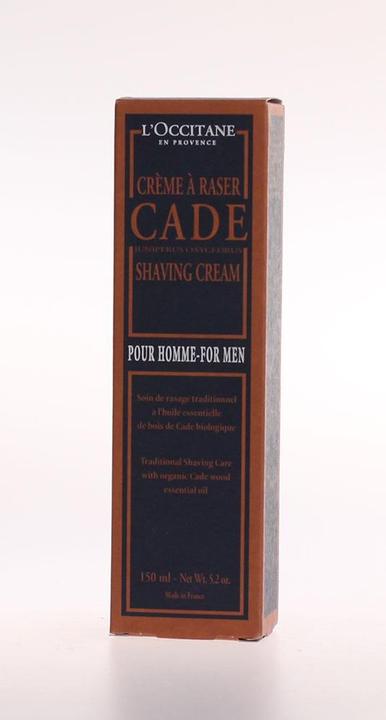 L'OCCITANE
EN PROVENCE
CRÈME À RASER
CADE
JUNIPERUS OXYCEDRUS
SHAVING CREAM
POUR HOMME-FOR MEN
Soin de rasage traditionnel
à l'huile essentielle
de bois de Cade biologique
Traditional Shaving Care
with organic Cade wood
essential oil
150 ml - Net Wt. 5.2 oz.
Made in France